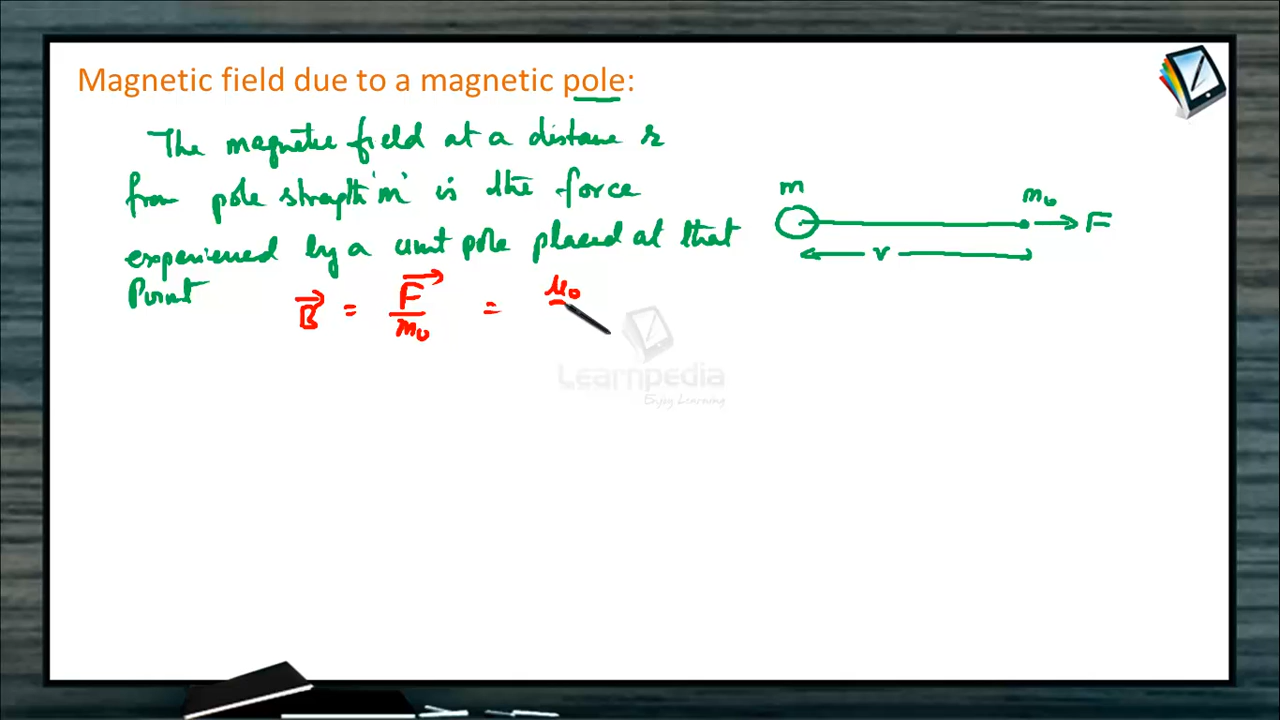 Magnetic field due to a magnetic pole:
The magnetic field at a distance r
from pole strength 'm' is the force
experienced by a unit pole placed at that
Point
m
m₀
F
r
B⃗ = F⃗/m₀ = μ₀
Learnpedia
Enjoy Learning